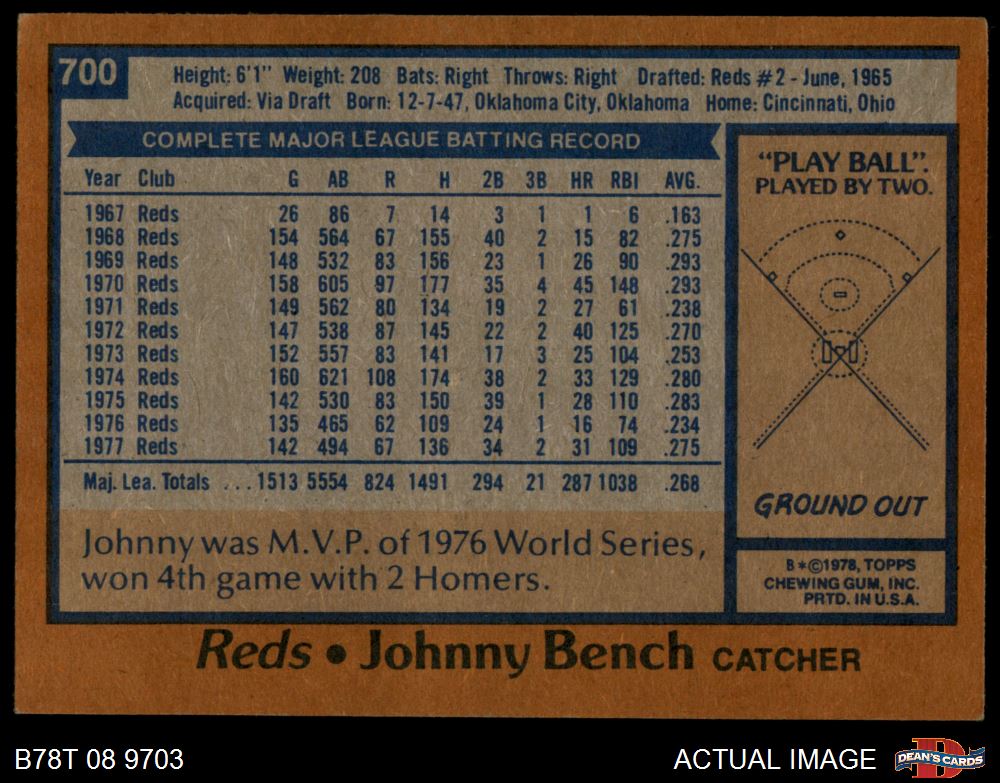 700
Height: 6'1" Weight: 208 Bats: Right Throws: Right Drafted: Reds #2 - June, 1965
Acquired: Via Draft Born: 12-7-47, Oklahoma City, Oklahoma Home: Cincinnati, Ohio
COMPLETE MAJOR LEAGUE BATTING RECORD
Year Club G AB R H 2B 3B HR RBI AVG.
1967 Reds 26 86 7 14 3 1 1 6 .163
1968 Reds 154 564 67 155 40 2 15 82 .275
1969 Reds 148 532 83 156 23 1 26 90 .293
1970 Reds 158 605 97 177 35 4 45 148 .293
1971 Reds 149 562 80 134 19 2 27 61 .238
1972 Reds 147 538 87 145 22 2 40 125 .270
1973 Reds 152 557 83 141 17 3 25 104 .253
1974 Reds 160 621 108 174 38 2 33 129 .280
1975 Reds 142 530 83 150 39 1 28 110 .283
1976 Reds 135 465 62 109 24 1 16 74 .234
1977 Reds 142 494 67 136 34 2 31 109 .275
Maj. Lea. Totals ... 1513 5554 824 1491 294 21 287 1038 .268
Johnny was M.V.P. of 1976 World Series,
won 4th game with 2 Homers.
"PLAY BALL".
PLAYED BY TWO.
GROUND OUT
B*©1978, TOPPS
CHEWING GUM, INC.
PRTD. IN U.S.A.
Reds • Johnny Bench CATCHER
B78T 08 9703
ACTUAL IMAGE
D
DEAN'S CARDS